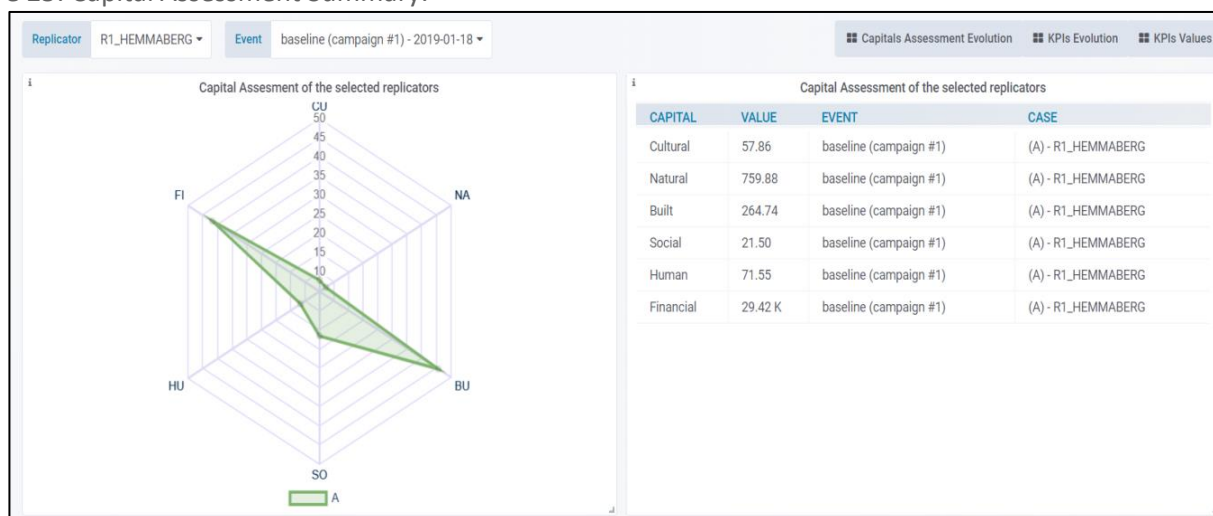 Capital Assessment Summary.
Replicator R1_HEMMABERG Event baseline (campaign #1) - 2019-01-18 Capitals Assessment Evolution KPIs Evolution KPIs Values
i Capital Assesment of the selected replicators
CU
50
45
40
35
30
25
20
15
10
FI
NA
HU
BU
SO
A
i Capital Assessment of the selected replicators
CAPITAL VALUE EVENT CASE
Cultural 57.86 baseline (campaign #1) (A) - R1_HEMMABERG
Natural 759.88 baseline (campaign #1) (A) - R1_HEMMABERG
Built 264.74 baseline (campaign #1) (A) - R1_HEMMABERG
Social 21.50 baseline (campaign #1) (A) - R1_HEMMABERG
Human 71.55 baseline (campaign #1) (A) - R1_HEMMABERG
Financial 29.42 K baseline (campaign #1) (A) - R1_HEMMABERG